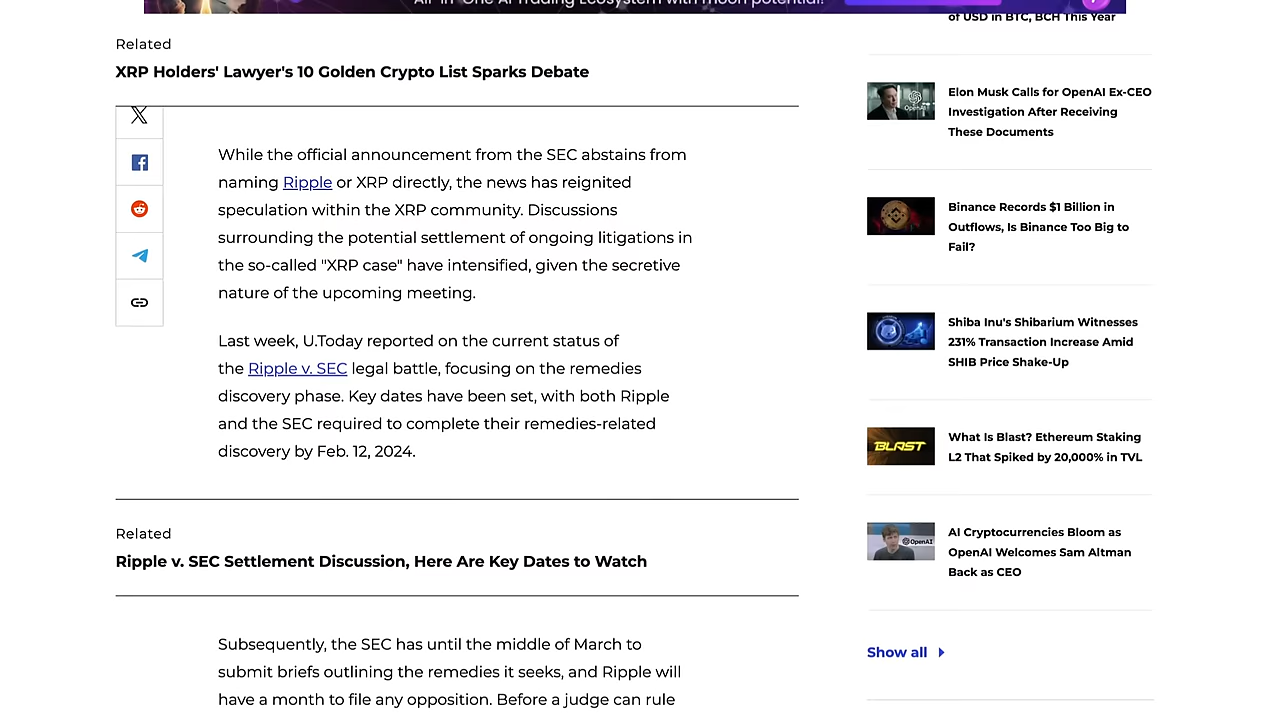 All-in-One AI Trading Ecosystem with moon potential!
Related
XRP Holders' Lawyer's 10 Golden Crypto List Sparks Debate
While the official announcement from the SEC abstains from
naming Ripple or XRP directly, the news has reignited
speculation within the XRP community. Discussions
surrounding the potential settlement of ongoing litigations in
the so-called "XRP case" have intensified, given the secretive
nature of the upcoming meeting.
Last week, U.Today reported on the current status of
the Ripple v. SEC legal battle, focusing on the remedies
discovery phase. Key dates have been set, with both Ripple
and the SEC required to complete their remedies-related
discovery by Feb. 12, 2024.
Related
Ripple v. SEC Settlement Discussion, Here Are Key Dates to Watch
Subsequently, the SEC has until the middle of March to
submit briefs outlining the remedies it seeks, and Ripple will
have a month to file any opposition. Before a judge can rule
of USD in BTC, BCH This Year
Elon Musk Calls for OpenAI Ex-CEO
Investigation After Receiving
These Documents
OpenAI
Binance Records $1 Billion in
Outflows, Is Binance Too Big to
Fail?
Shiba Inu's Shibarium Witnesses
231% Transaction Increase Amid
SHIB Price Shake-Up
BLAST
What Is Blast? Ethereum Staking
L2 That Spiked by 20,000% in TVL
OpenAI
AI Cryptocurrencies Bloom as
OpenAI Welcomes Sam Altman
Back as CEO
Show all